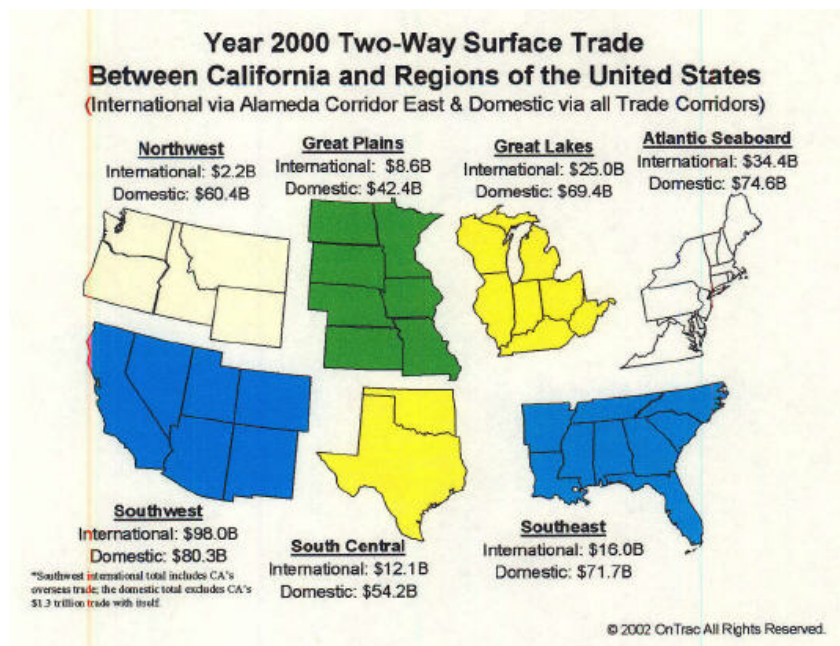 Year 2000 Two-Way Surface Trade
Between California and Regions of the United States
(International via Alameda Corridor East & Domestic via all Trade Corridors)
Northwest
International: $2.2B
Domestic: $60.4B
Great Plains
International: $8.6B
Domestic: $42.4B
Great Lakes
International: $25.0B
Domestic: $69.4B
Atlantic Seaboard
International: $34.4B
Domestic: $74.6B
Southwest
International: $98.0B
Domestic: $80.3B
*Southwest international total includes CA's
overseas trade; the domestic total excludes CA's
$1.3 trillion trade with itself.
South Central
International: $12.1B
Domestic: $54.2B
Southeast
International: $16.0B
Domestic: $71.7B
© 2002 OnTrac All Rights Reserved.